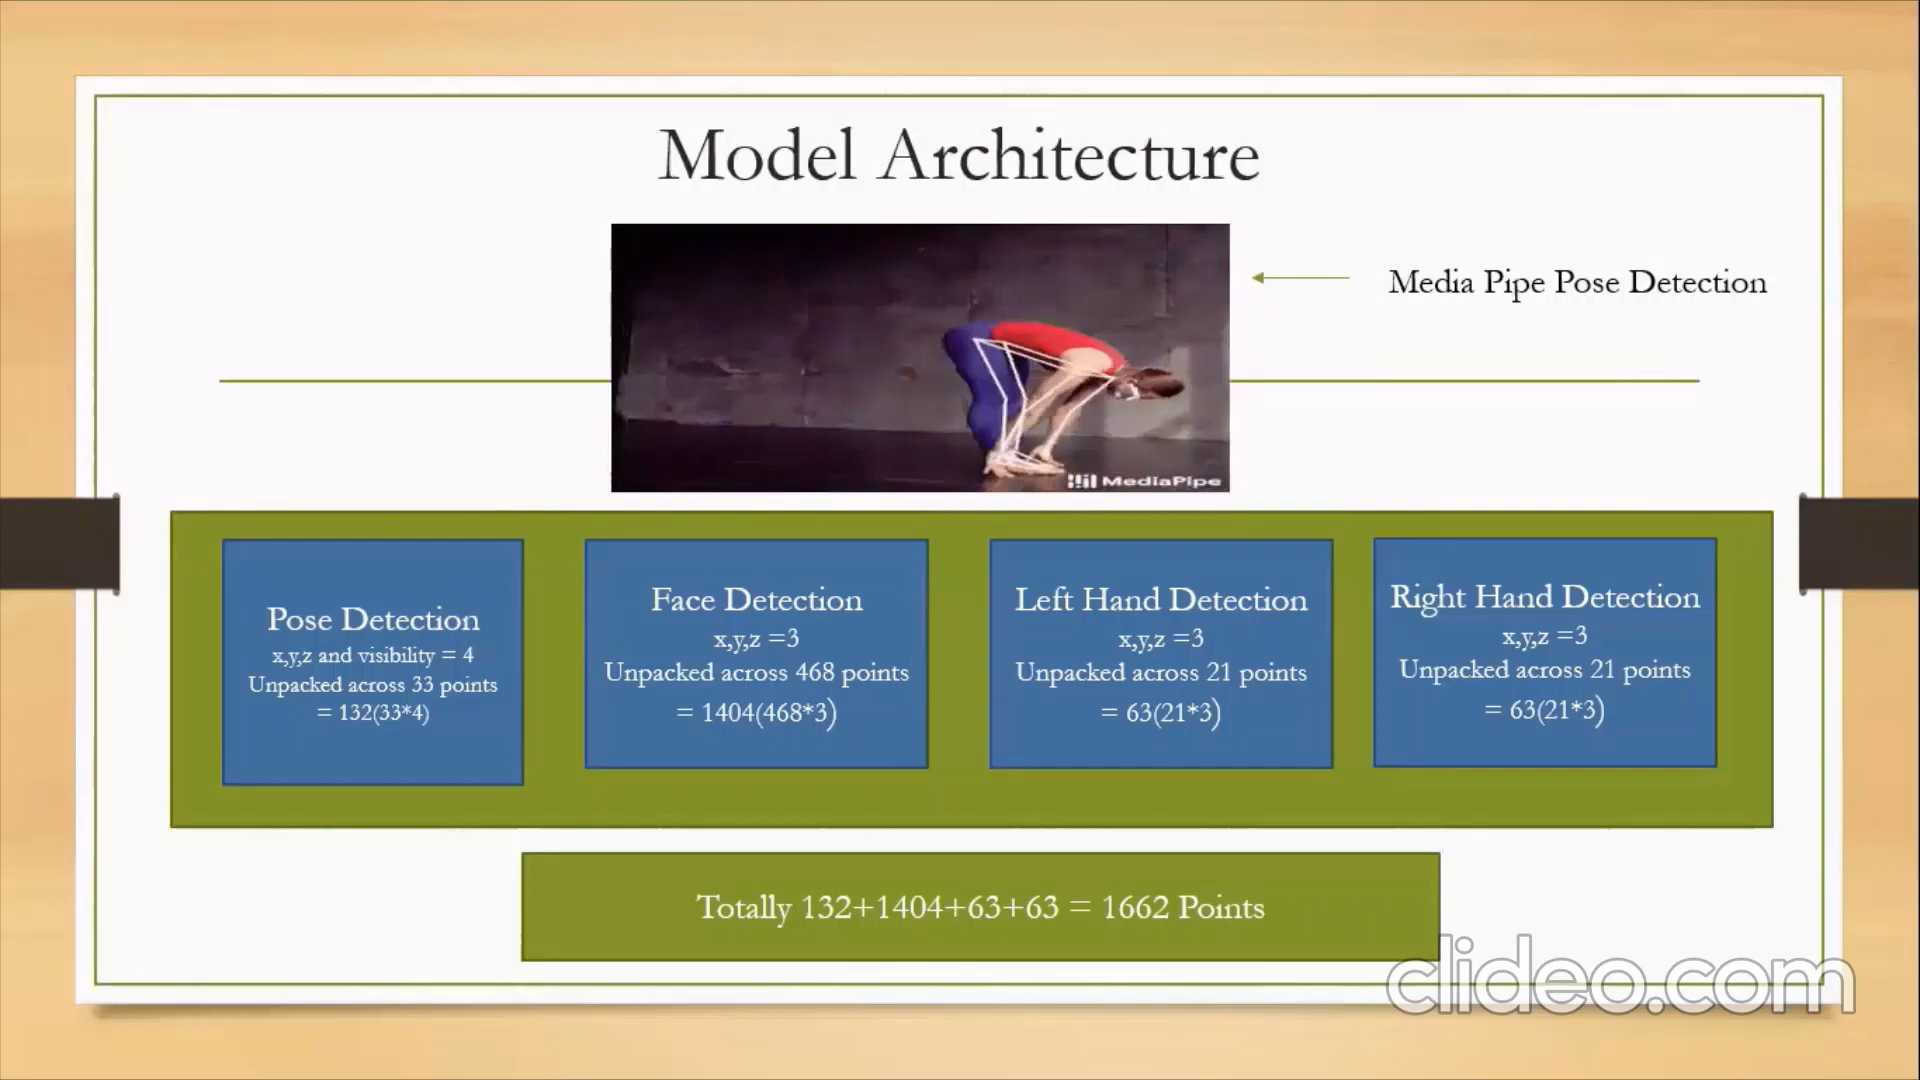 Model Architecture
Media Pipe Pose Detection
MediaPipe
Pose Detection
x,y,z and visibility = 4
Unpacked across 33 points
= 132(33*4)
Face Detection
x,y,z =3
Unpacked across 468 points
= 1404(468*3)
Left Hand Detection
x,y,z =3
Unpacked across 21 points
= 63(21*3)
Right Hand Detection
x,y,z =3
Unpacked across 21 points
= 63(21*3)
Totally 132+1404+63+63 = 1662 Points
clideo.com